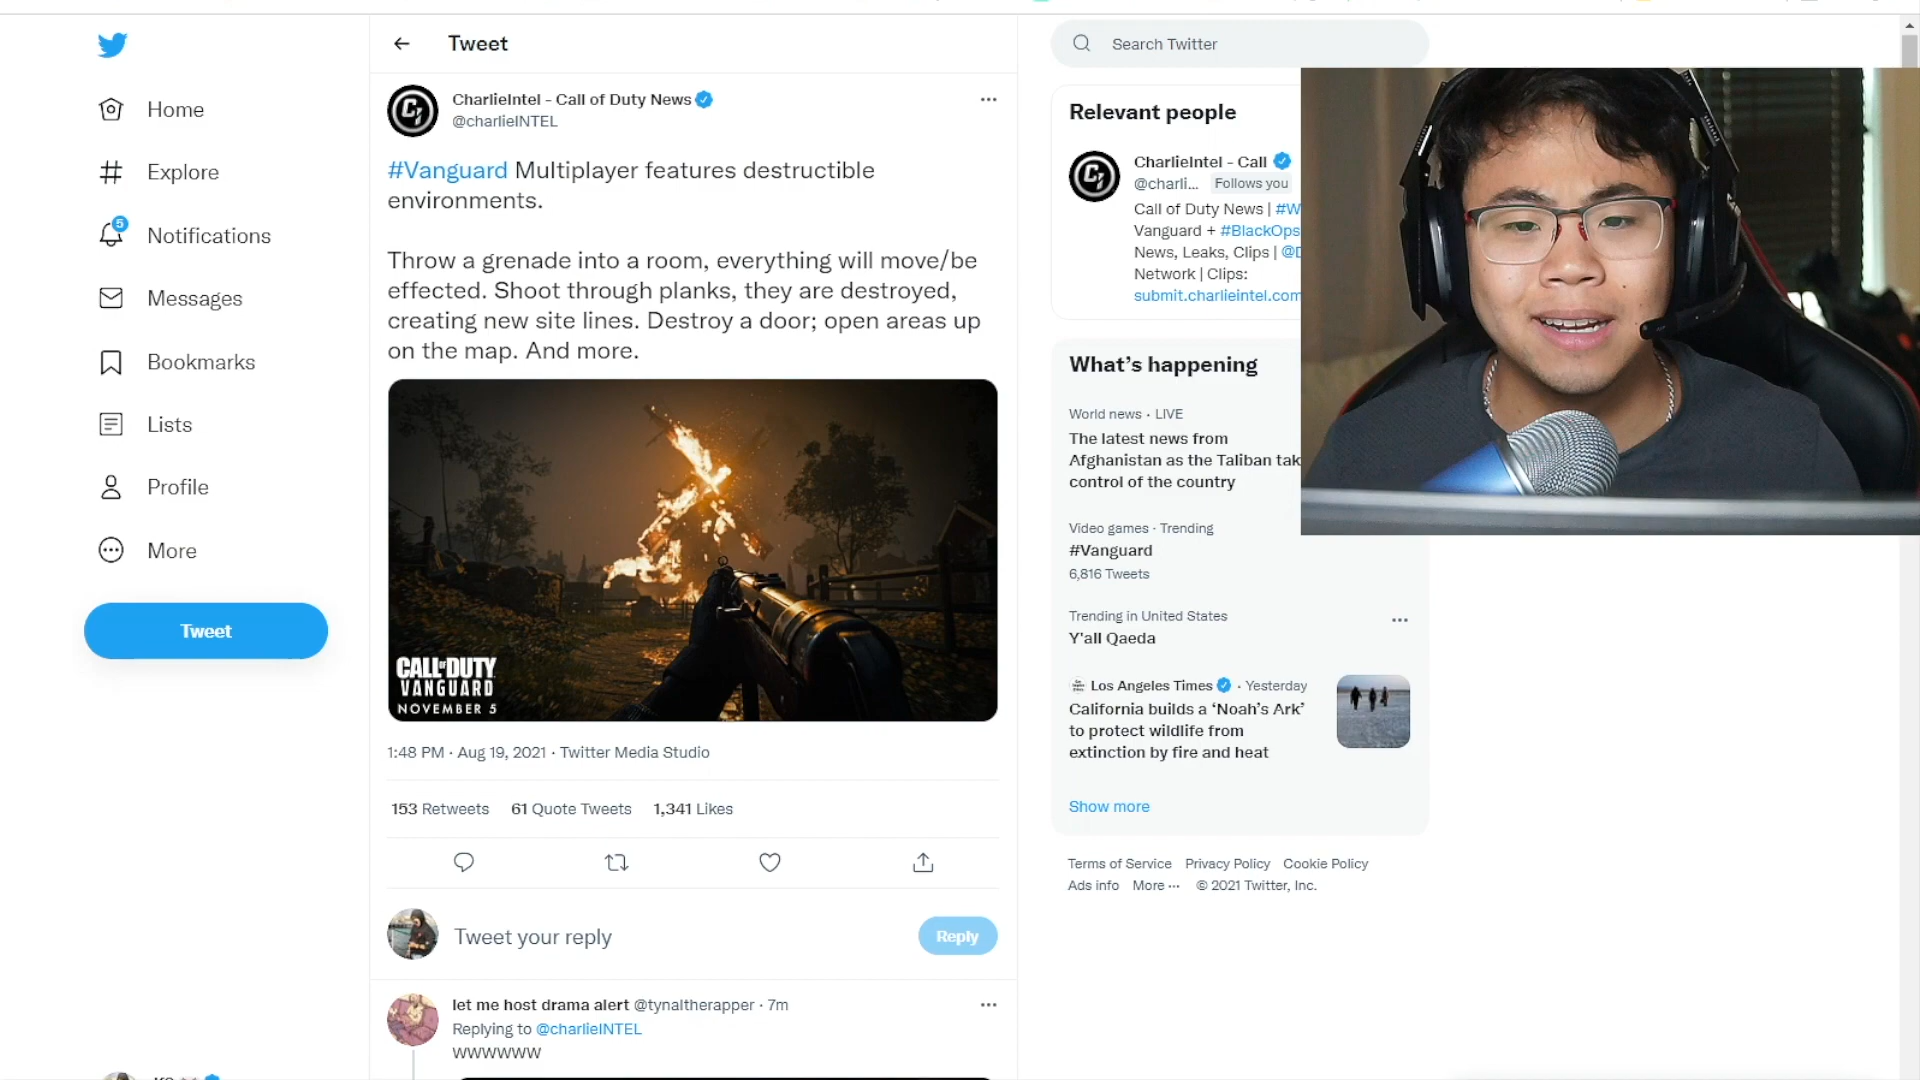 Tweet
Search Twitter
Home
Explore
5
Notifications
Messages
Bookmarks
Lists
Profile
More
Tweet
CharlieIntel - Call of Duty News
@charlieINTEL
#Vanguard Multiplayer features destructible
environments.
Throw a grenade into a room, everything will move/be
effected. Shoot through planks, they are destroyed,
creating new site lines. Destroy a door; open areas up
on the map. And more.
CALL OF DUTY
VANGUARD
NOVEMBER 5
1:48 PM · Aug 19, 2021 · Twitter Media Studio
153 Retweets 61 Quote Tweets 1,341 Likes
Tweet your reply
Reply
let me host drama alert @tynaltherapper · 7m
Replying to @charlieINTEL
WWWWWW
Relevant people
CharlieIntel - Call
@charli... Follows you
Call of Duty News | #W
Vanguard + #BlackOps
News, Leaks, Clips | @D
Network | Clips:
submit.charlieintel.com
What's happening
World news · LIVE
The latest news from
Afghanistan as the Taliban tak
control of the country
Video games · Trending
#Vanguard
6,816 Tweets
Trending in United States
Y'all Qaeda
Los Angeles Times · Yesterday
California builds a ‘Noah’s Ark’
to protect wildlife from
extinction by fire and heat
Show more
Terms of Service Privacy Policy Cookie Policy
Ads info More ··· © 2021 Twitter, Inc.